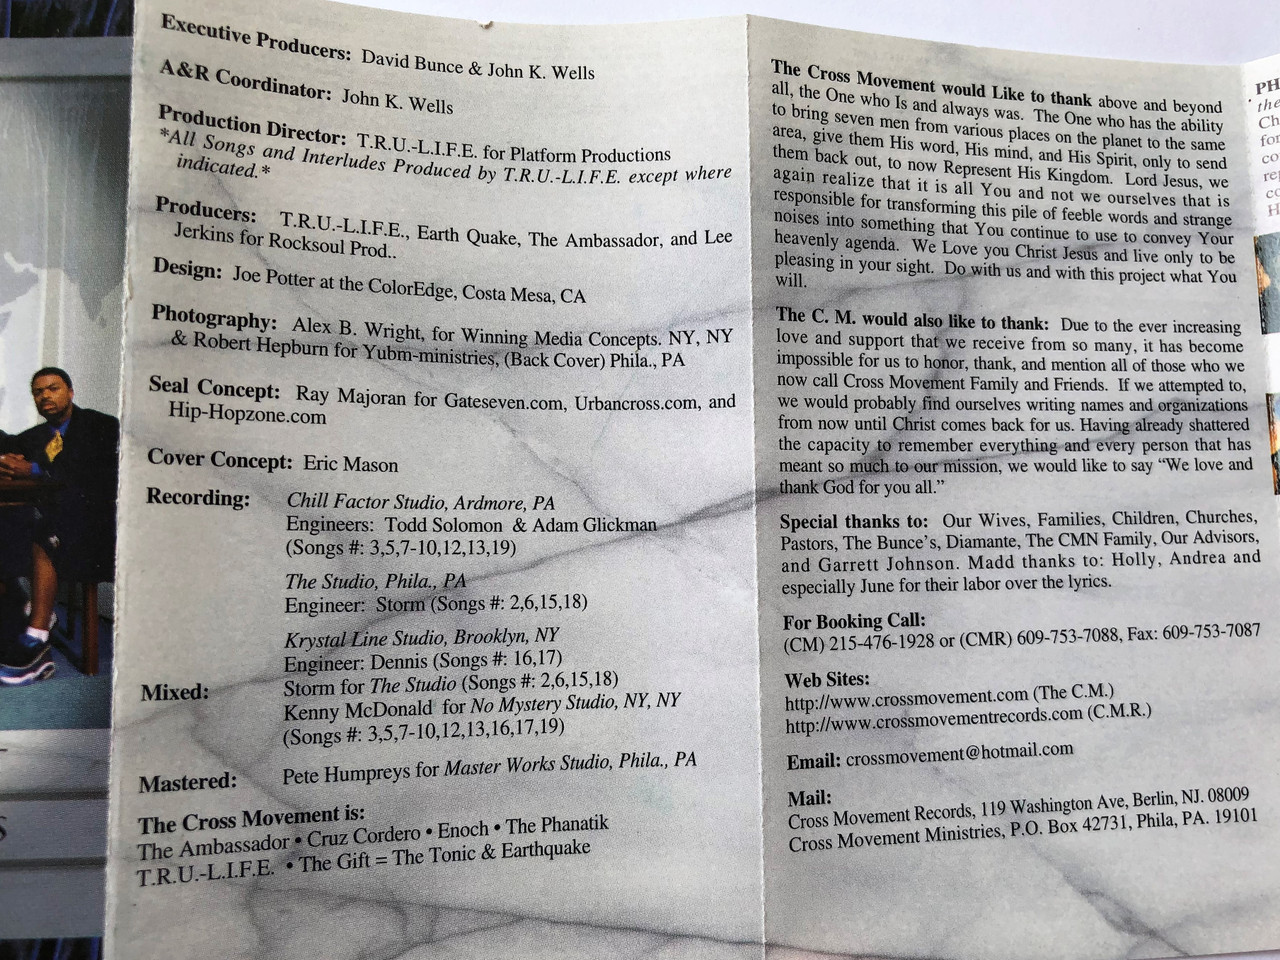 Executive Producers: David Bunce & John K. Wells
A&R Coordinator: John K. Wells
Production Director: T.R.U.-L.I.F.E. for Platform Productions
*All Songs and Interludes Produced by T.R.U.-L.I.F.E. except where
indicated.*
Producers: T.R.U.-L.I.F.E., Earth Quake, The Ambassador, and Lee
Jerkins for Rocksoul Prod..
Design: Joe Potter at the ColorEdge, Costa Mesa, CA
Photography: Alex B. Wright, for Winning Media Concepts. NY, NY
& Robert Hepburn for Yubm-ministries, (Back Cover) Phila., PA
Seal Concept: Ray Majoran for Gateseven.com, Urbancross.com, and
Hip-Hopzone.com
Cover Concept: Eric Mason
Recording: Chill Factor Studio, Ardmore, PA
Engineers: Todd Solomon & Adam Glickman
(Songs #: 3,5,7-10,12,13,19)
The Studio, Phila., PA
Engineer: Storm (Songs #: 2,6,15,18)
Krystal Line Studio, Brooklyn, NY
Engineer: Dennis (Songs #: 16,17)
Mixed: Storm for The Studio (Songs #: 2,6,15,18)
Kenny McDonald for No Mystery Studio, NY, NY
(Songs #: 3,5,7-10,12,13,16,17,19)
Mastered: Pete Humpreys for Master Works Studio, Phila., PA
The Cross Movement is:
The Ambassador • Cruz Cordero • Enoch • The Phanatik
T.R.U.-L.I.F.E. • The Gift = The Tonic & Earthquake
The Cross Movement would Like to thank above and beyond
all, the One who Is and always was. The One who has the ability
to bring seven men from various places on the planet to the same
area, give them His word, His mind, and His Spirit, only to send
them back out, to now Represent His Kingdom. Lord Jesus, we
again realize that it is all You and not we ourselves that is
responsible for transforming this pile of feeble words and strange
noises into something that You continue to use to convey Your
heavenly agenda. We Love you Christ Jesus and live only to be
pleasing in your sight. Do with us and with this project what You
will.
The C. M. would also like to thank: Due to the ever increasing
love and support that we receive from so many, it has become
impossible for us to honor, thank, and mention all of those who we
now call Cross Movement Family and Friends. If we attempted to,
we would probably find ourselves writing names and organizations
from now until Christ comes back for us. Having already shattered
the capacity to remember everything and every person that has
meant so much to our mission, we would like to say “We love and
thank God for you all.”
Special thanks to: Our Wives, Families, Children, Churches,
Pastors, The Bunce’s, Diamante, The CMN Family, Our Advisors,
and Garrett Johnson. Madd thanks to: Holly, Andrea and
especially June for their labor over the lyrics.
For Booking Call:
(CM) 215-476-1928 or (CMR) 609-753-7088, Fax: 609-753-7087
Web Sites:
http://www.crossmovement.com (The C.M.)
http://www.crossmovementrecords.com (C.M.R.)
Email: crossmovement@hotmail.com
Mail:
Cross Movement Records, 119 Washington Ave, Berlin, NJ. 08009
Cross Movement Ministries, P.O. Box 42731, Phila, PA. 19101